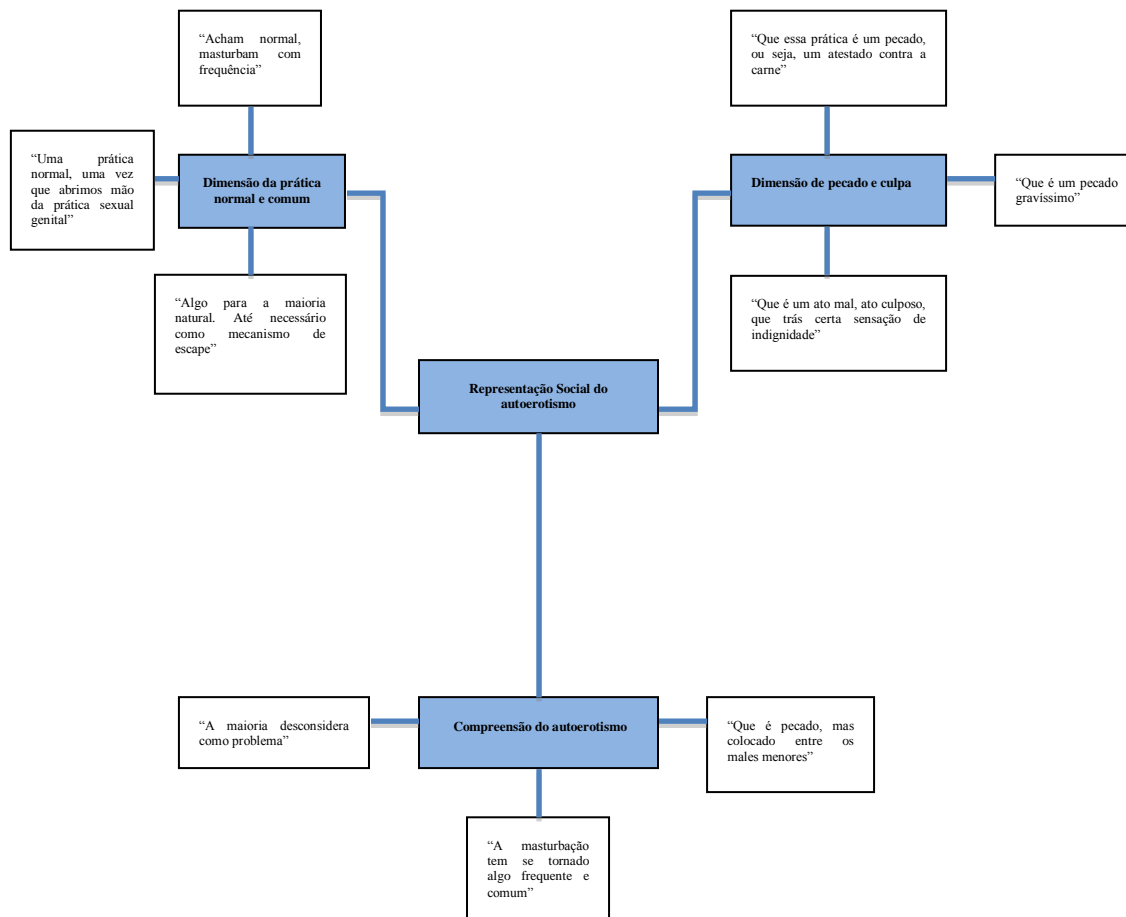 “Acham normal,
masturbam com
frequência”
“Que essa prática é um pecado,
ou seja, um atestado contra a
carne”
“Uma prática
normal, uma vez
que abrimos mão
da prática sexual
genital”
Dimensão da prática
normal e comum
Dimensão de pecado e culpa
“Que é um pecado
gravíssimo”
“Algo para a maioria
natural. Até necessário
como mecanismo de
escape”
“Que é um ato mal, ato culposo,
que trás certa sensação de
indignidade”
Representação Social do
autoerotismo
“A maioria desconsidera
como problema”
Compreensão do autoerotismo
“Que é pecado, mas
colocado entre os
males menores”
“A masturbação
tem se tornado
algo frequente e
comum”